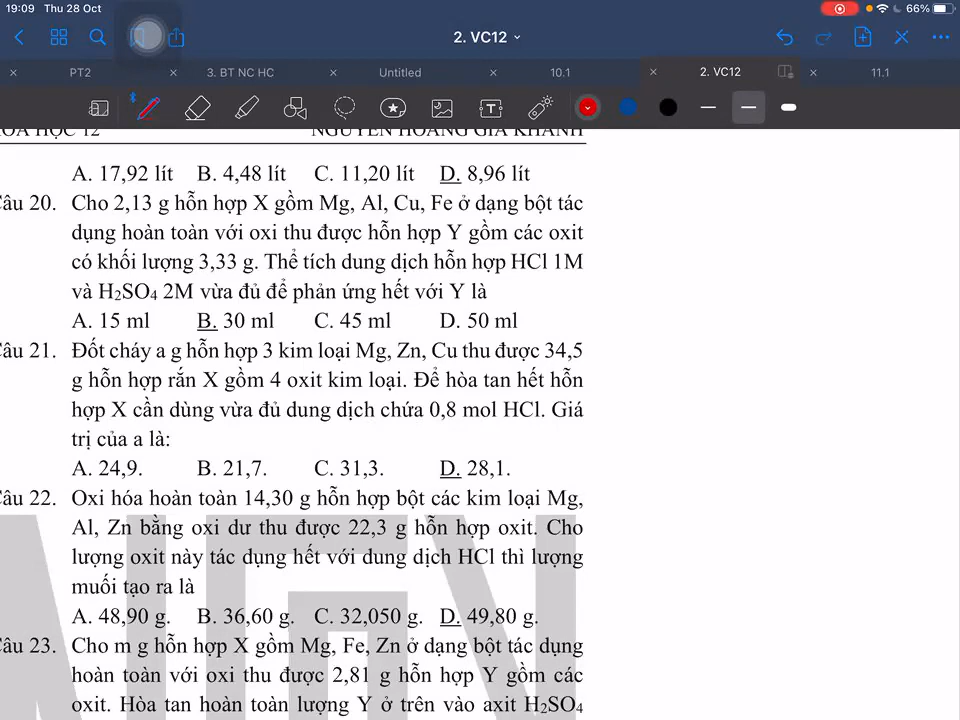 19:09 Thu 28 Oct
66%
2. VC12
PT2
3. BT NC HC
Untitled
10.1
2. VC12
11.1
NGUYỄN HOÀNG GIA KHÁNH
A. 17,92 lít B. 4,48 lít C. 11,20 lít D. 8,96 lít
Câu 20. Cho 2,13 g hỗn hợp X gồm Mg, Al, Cu, Fe ở dạng bột tác
dụng hoàn toàn với oxi thu được hỗn hợp Y gồm các oxit
có khối lượng 3,33 g. Thể tích dung dịch hỗn hợp HCl 1M
và H₂SO₄ 2M vừa đủ để phản ứng hết với Y là
A. 15 ml B. 30 ml C. 45 ml D. 50 ml
Câu 21. Đốt cháy a g hỗn hợp 3 kim loại Mg, Zn, Cu thu được 34,5
g hỗn hợp rắn X gồm 4 oxit kim loại. Để hòa tan hết hỗn
hợp X cần dùng vừa đủ dung dịch chứa 0,8 mol HCl. Giá
trị của a là:
A. 24,9. B. 21,7. C. 31,3. D. 28,1.
Câu 22. Oxi hóa hoàn toàn 14,30 g hỗn hợp bột các kim loại Mg,
Al, Zn bằng oxi dư thu được 22,3 g hỗn hợp oxit. Cho
lượng oxit này tác dụng hết với dung dịch HCl thì lượng
muối tạo ra là
A. 48,90 g. B. 36,60 g. C. 32,050 g. D. 49,80 g.
Câu 23. Cho m g hỗn hợp X gồm Mg, Fe, Zn ở dạng bột tác dụng
hoàn toàn với oxi thu được 2,81 g hỗn hợp Y gồm các
oxit. Hòa tan hoàn toàn lượng Y ở trên vào axit H₂SO₄